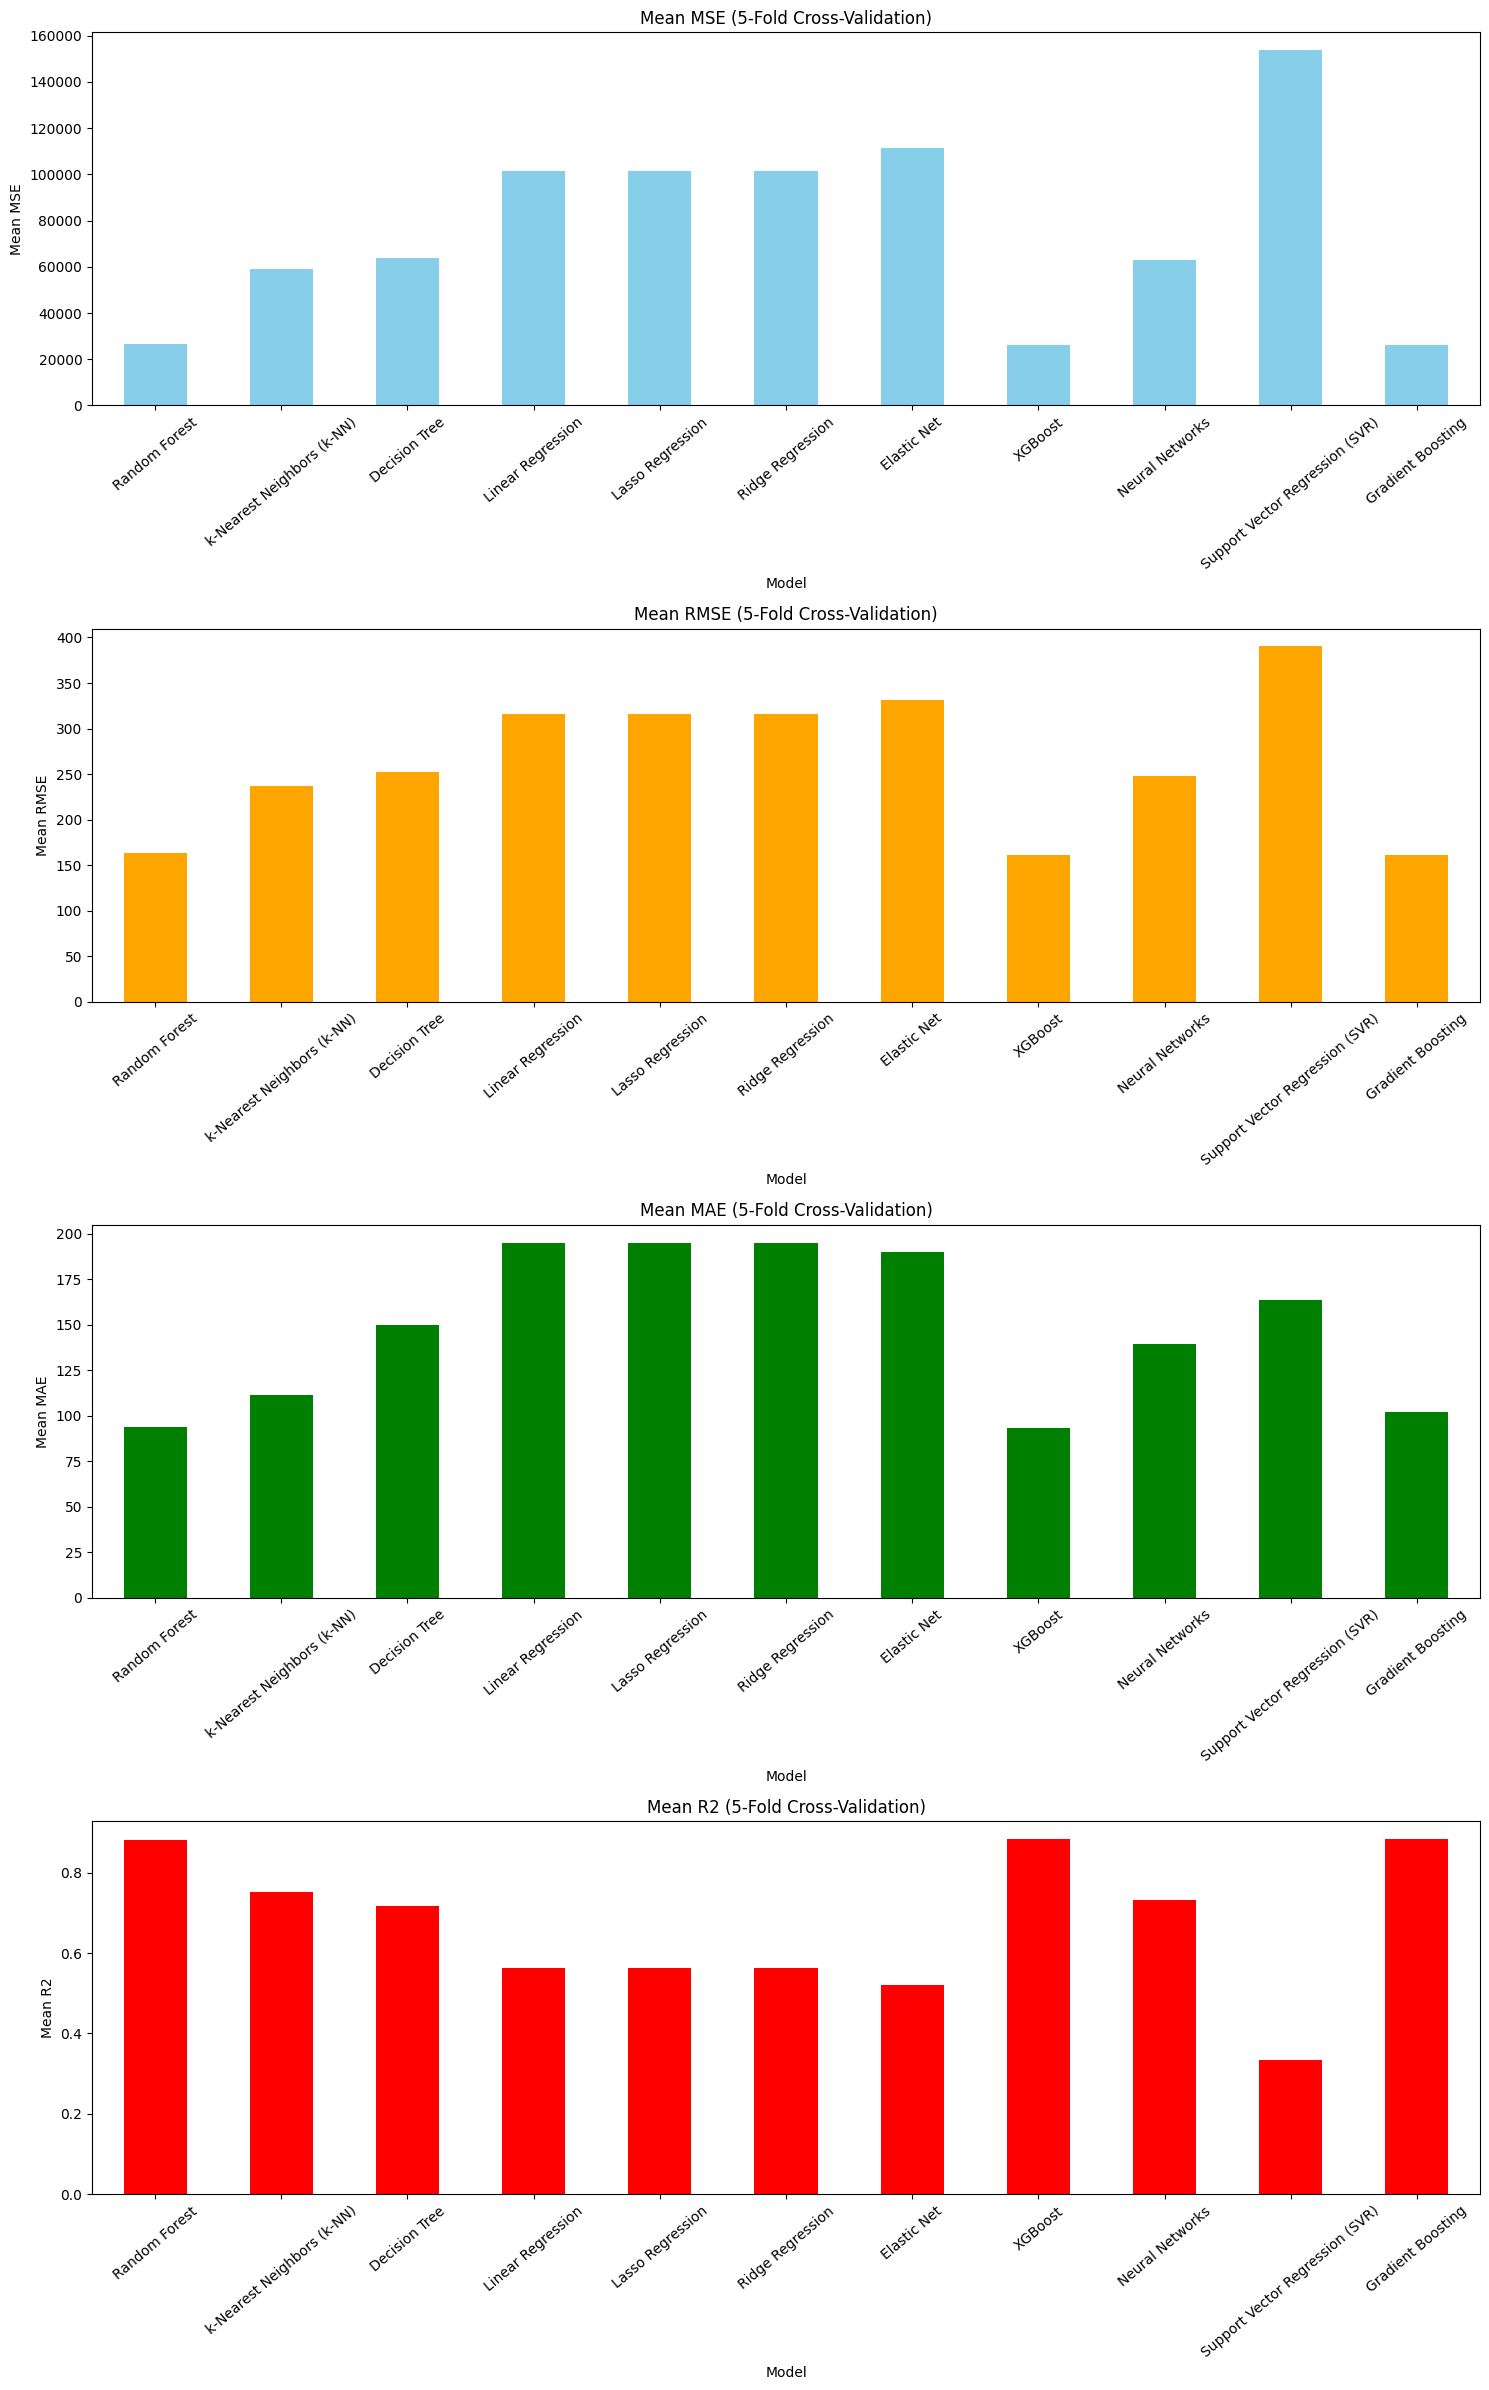 Mean MSE (5-Fold Cross-Validation)
160000
140000
120000
100000
80000
60000
40000
20000
0
Mean MSE
Random Forest
k-Nearest Neighbors (k-NN)
Decision Tree
Linear Regression
Lasso Regression
Ridge Regression
Elastic Net
XGBoost
Neural Networks
Support Vector Regression (SVR)
Gradient Boosting
Model
Mean RMSE (5-Fold Cross-Validation)
400
350
300
250
200
150
100
50
0
Mean RMSE
Random Forest
k-Nearest Neighbors (k-NN)
Decision Tree
Linear Regression
Lasso Regression
Ridge Regression
Elastic Net
XGBoost
Neural Networks
Support Vector Regression (SVR)
Gradient Boosting
Model
Mean MAE (5-Fold Cross-Validation)
200
175
150
125
100
75
50
25
0
Mean MAE
Random Forest
k-Nearest Neighbors (k-NN)
Decision Tree
Linear Regression
Lasso Regression
Ridge Regression
Elastic Net
XGBoost
Neural Networks
Support Vector Regression (SVR)
Gradient Boosting
Model
Mean R2 (5-Fold Cross-Validation)
0.8
0.6
0.4
0.2
0.0
Mean R2
Random Forest
k-Nearest Neighbors (k-NN)
Decision Tree
Linear Regression
Lasso Regression
Ridge Regression
Elastic Net
XGBoost
Neural Networks
Support Vector Regression (SVR)
Gradient Boosting
Model